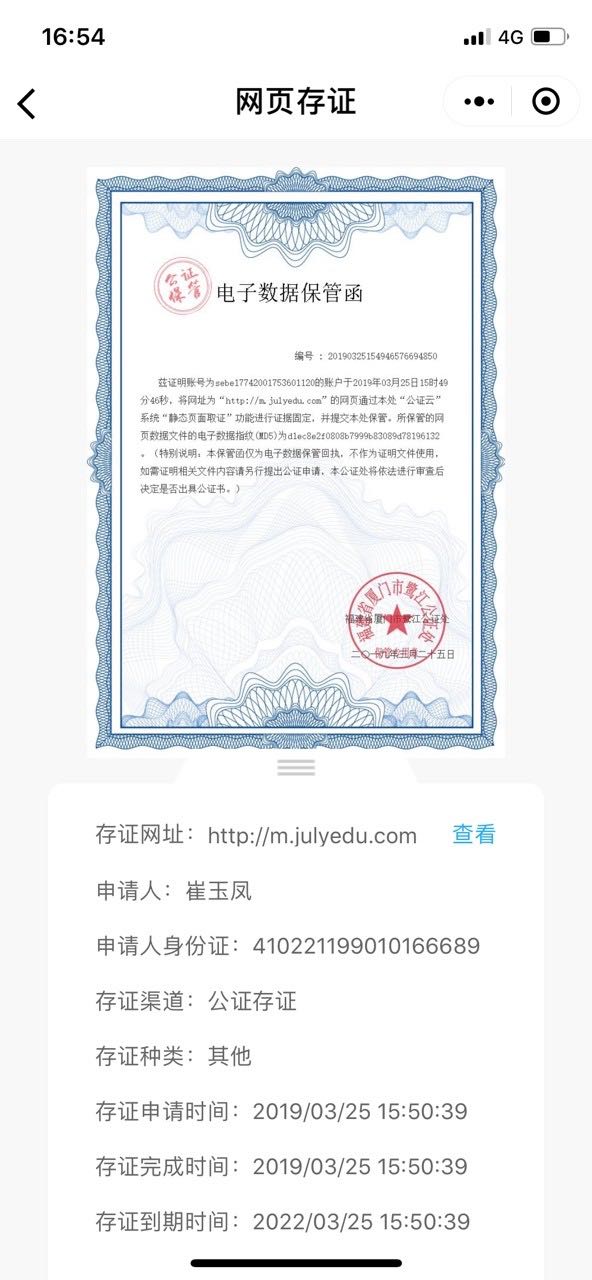 16:54
4G
网页存证
公证
保管
电子数据保管函
编号 : 20190325154946576694850
兹证明账号为sebe17742001753601120的账户于2019年03月25日15时49
分46秒，将网址为“http://m.julyedu.com”的网页通过本处“公证云”
系统“静态页面取证”功能进行证据固定，并提交本处保管。所保管的网
页数据文件的电子数据指纹(MD5)为d1ec8e2f0808b7999b83089d78196132
。（特别说明：本保管函仅为电子数据保管回执，不作为证明文件使用，
如需证明相关文件内容请另行提出公证申请，本公证处将依法进行审查后
决定是否出具公证书。）
福建省厦门市鹭江公证处
福建省厦门市鹭江公证处
二〇一九年三月二十五日
存证网址：http://m.julyedu.com 查看
申请人：崔玉凤
申请人身份证：410221199010166689
存证渠道：公证存证
存证种类：其他
存证申请时间：2019/03/25 15:50:39
存证完成时间：2019/03/25 15:50:39
存证到期时间：2022/03/25 15:50:39